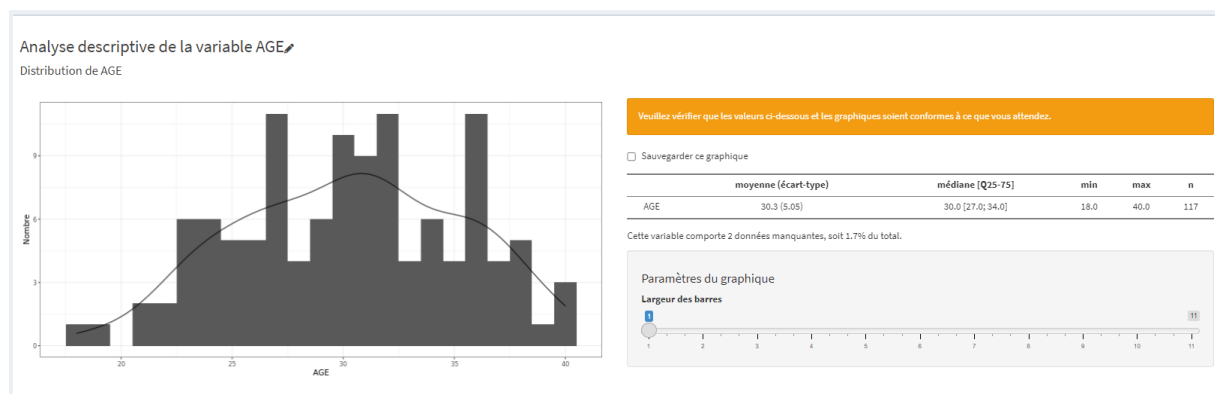 Analyse descriptive de la variable AGE
Distribution de AGE
Nombre
9
6
3
0
20 25 30 35 40
AGE
Veuillez vérifier que les valeurs ci-dessous et les graphiques soient conformes à ce que vous attendez.
Sauvegarder ce graphique
moyenne (écart-type) médiane [Q25-75] min max n
AGE 30.3 (5.05) 30.0 [27.0; 34.0] 18.0 40.0 117
Cette variable comporte 2 données manquantes, soit 1.7% du total.
Paramètres du graphique
Largeur des barres
1 11
1 2 3 4 5 6 7 8 9 10 11